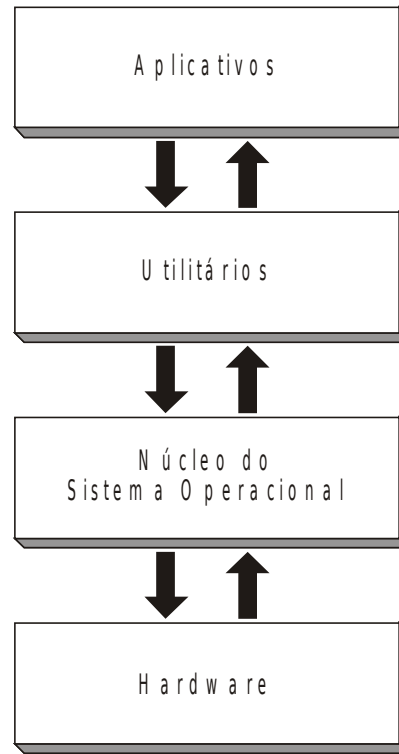 Aplicativos
Utilitários
Núcleo do
Sistema Operacional
Hardware